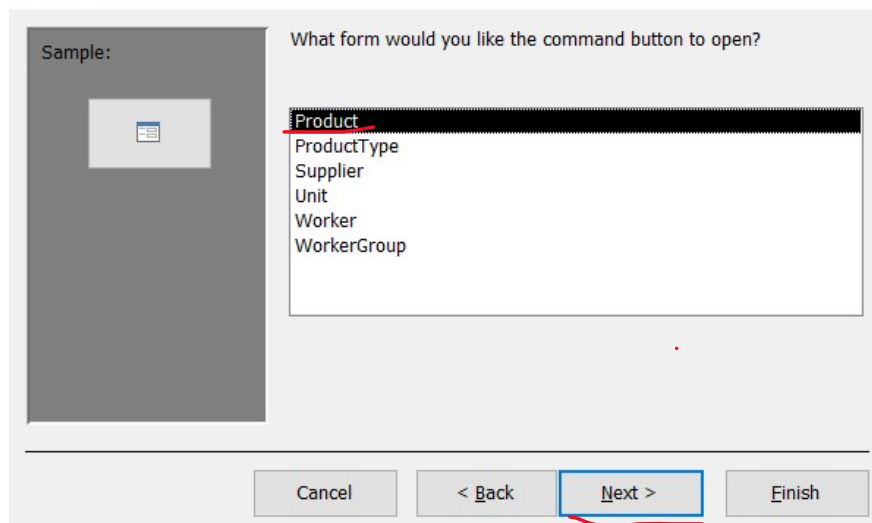 Sample:
What form would you like the command button to open?
Product
ProductType
Supplier
Unit
Worker
WorkerGroup
Cancel
< Back
Next >
Finish